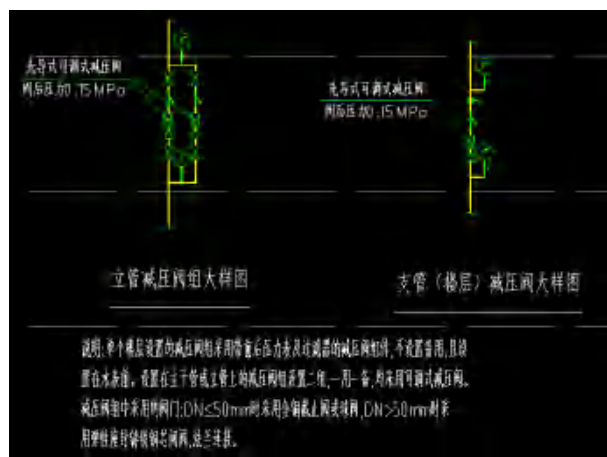 先导式可调式减压阀
阀后压力0.15MPa
先导式可调式减压阀
阀后压力0.15MPa
立管减压阀组大样图
支管（楼层）减压阀大样图
说明:单个楼层设置的减压阀组采用带前后压力表及过滤器的减压阀组件,不设置备用,且设
置在水表前。设置在主干管或立管上的减压阀组设置二组,一用一备,均采用可调式减压阀。
减压阀组中采用的阀门:DN≤50mm时采用全铜截止阀或球阀,DN>50mm时采
用弹性座封铸铁铜芯闸阀,法兰连接。